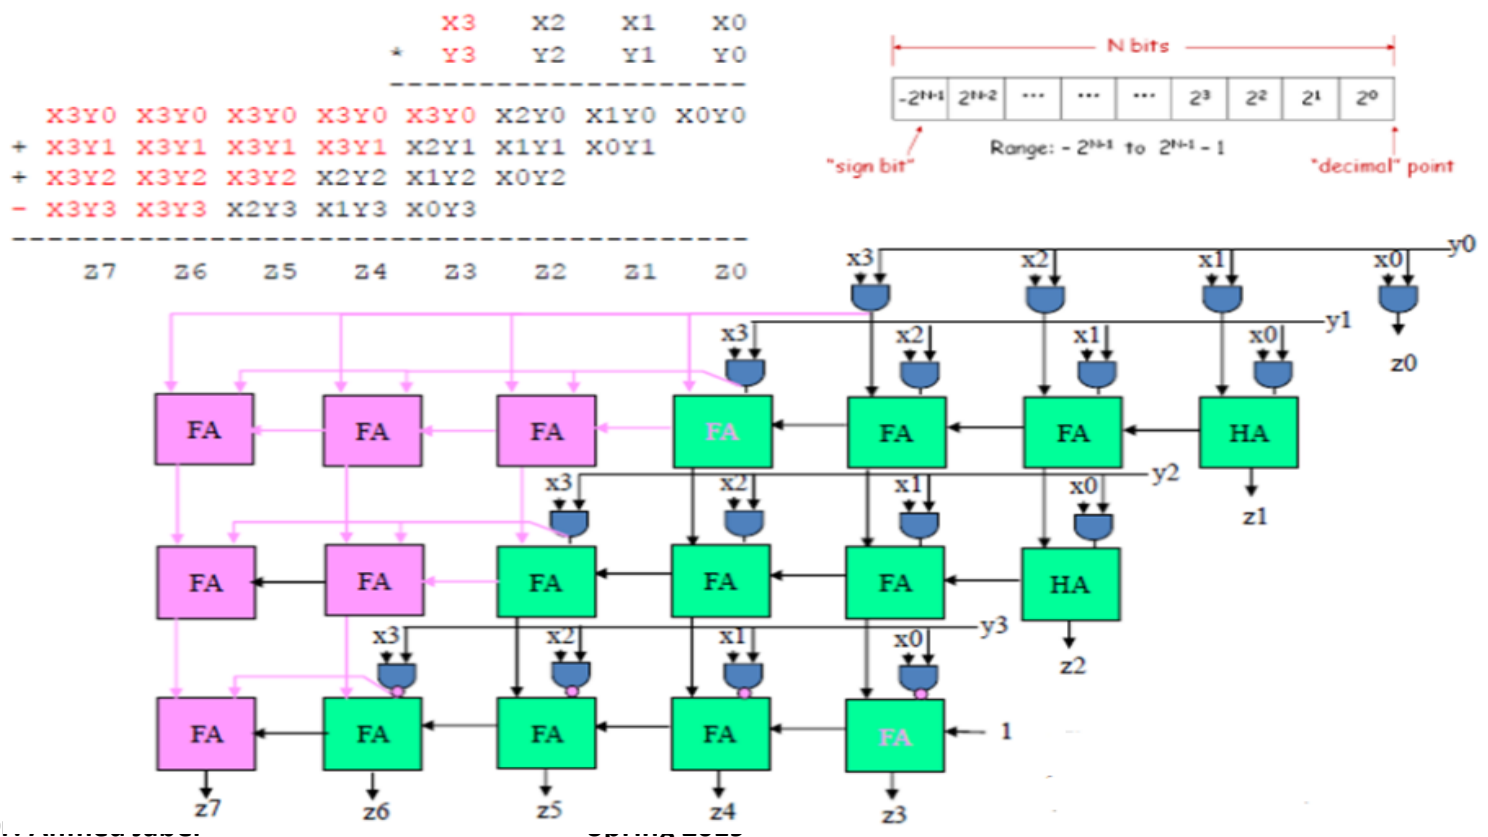 X3 X2 X1 X0
* Y3 Y2 Y1 Y0
--------------------
X3Y0 X3Y0 X3Y0 X3Y0 X3Y0 X2Y0 X1Y0 X0Y0
+ X3Y1 X3Y1 X3Y1 X3Y1 X2Y1 X1Y1 X0Y1
+ X3Y2 X3Y2 X3Y2 X2Y2 X1Y2 X0Y2
- X3Y3 X3Y3 X2Y3 X1Y3 X0Y3
-----------------------------------------
Z7 Z6 Z5 Z4 Z3 Z2 Z1 Z0
N bits
-2ᴺ⁻¹ 2ᴺ⁻² ... ... ... 2³ 2² 2¹ 2⁰
Range: - 2ᴺ⁻¹ to 2ᴺ⁻¹ - 1
"sign bit" "decimal" point
x3 x2 x1 x0 y0
x3 x2 x1 x0 y1
z0
FA FA FA FA FA FA HA
z1
x3 x2 x1 x0 y2
FA FA FA FA FA HA
z2
x3 x2 x1 x0 y3
FA FA FA FA FA 1
z7 z6 z5 z4 z3